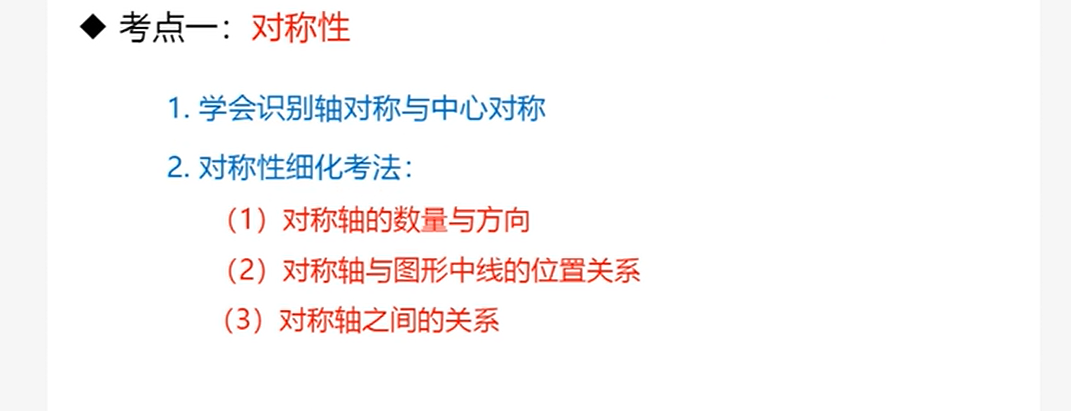 ◆ 考点一：对称性
1. 学会识别轴对称与中心对称
2. 对称性细化考法：
（1）对称轴的数量与方向
（2）对称轴与图形中线的位置关系
（3）对称轴之间的关系